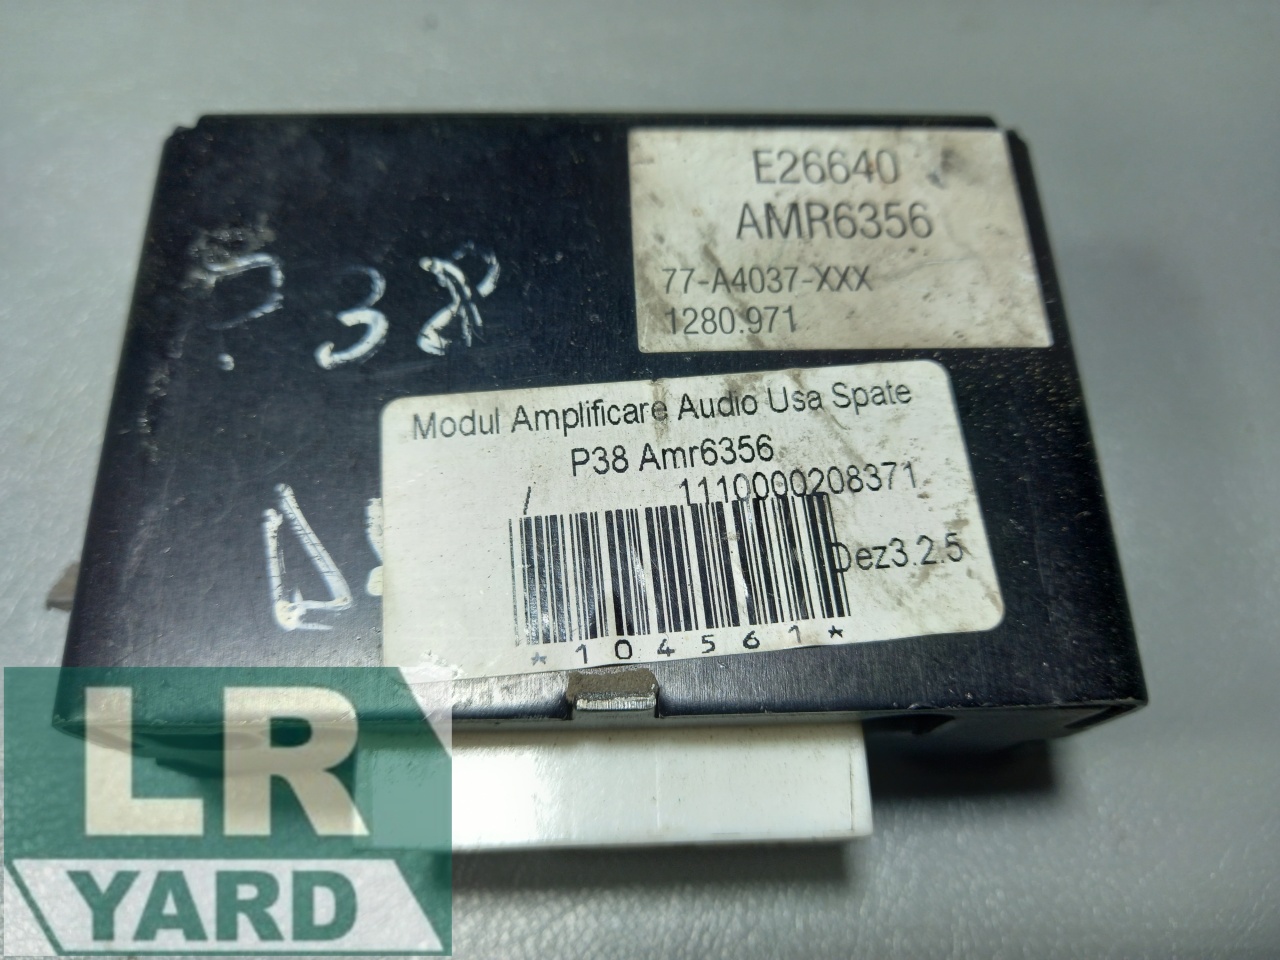 E26640
AMR6356
77-A4037-XXX
1280.971
P38
Modul Amplificare Audio Usa Spate
P38 Amr6356
1110000208371
Dez3.2.5
*104561*
LR
YARD